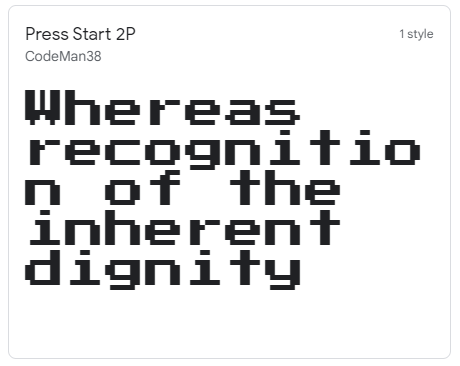 Press Start 2P
1 style
CodeMan38
Whereas
recognitio
n of the
inherent
dignity